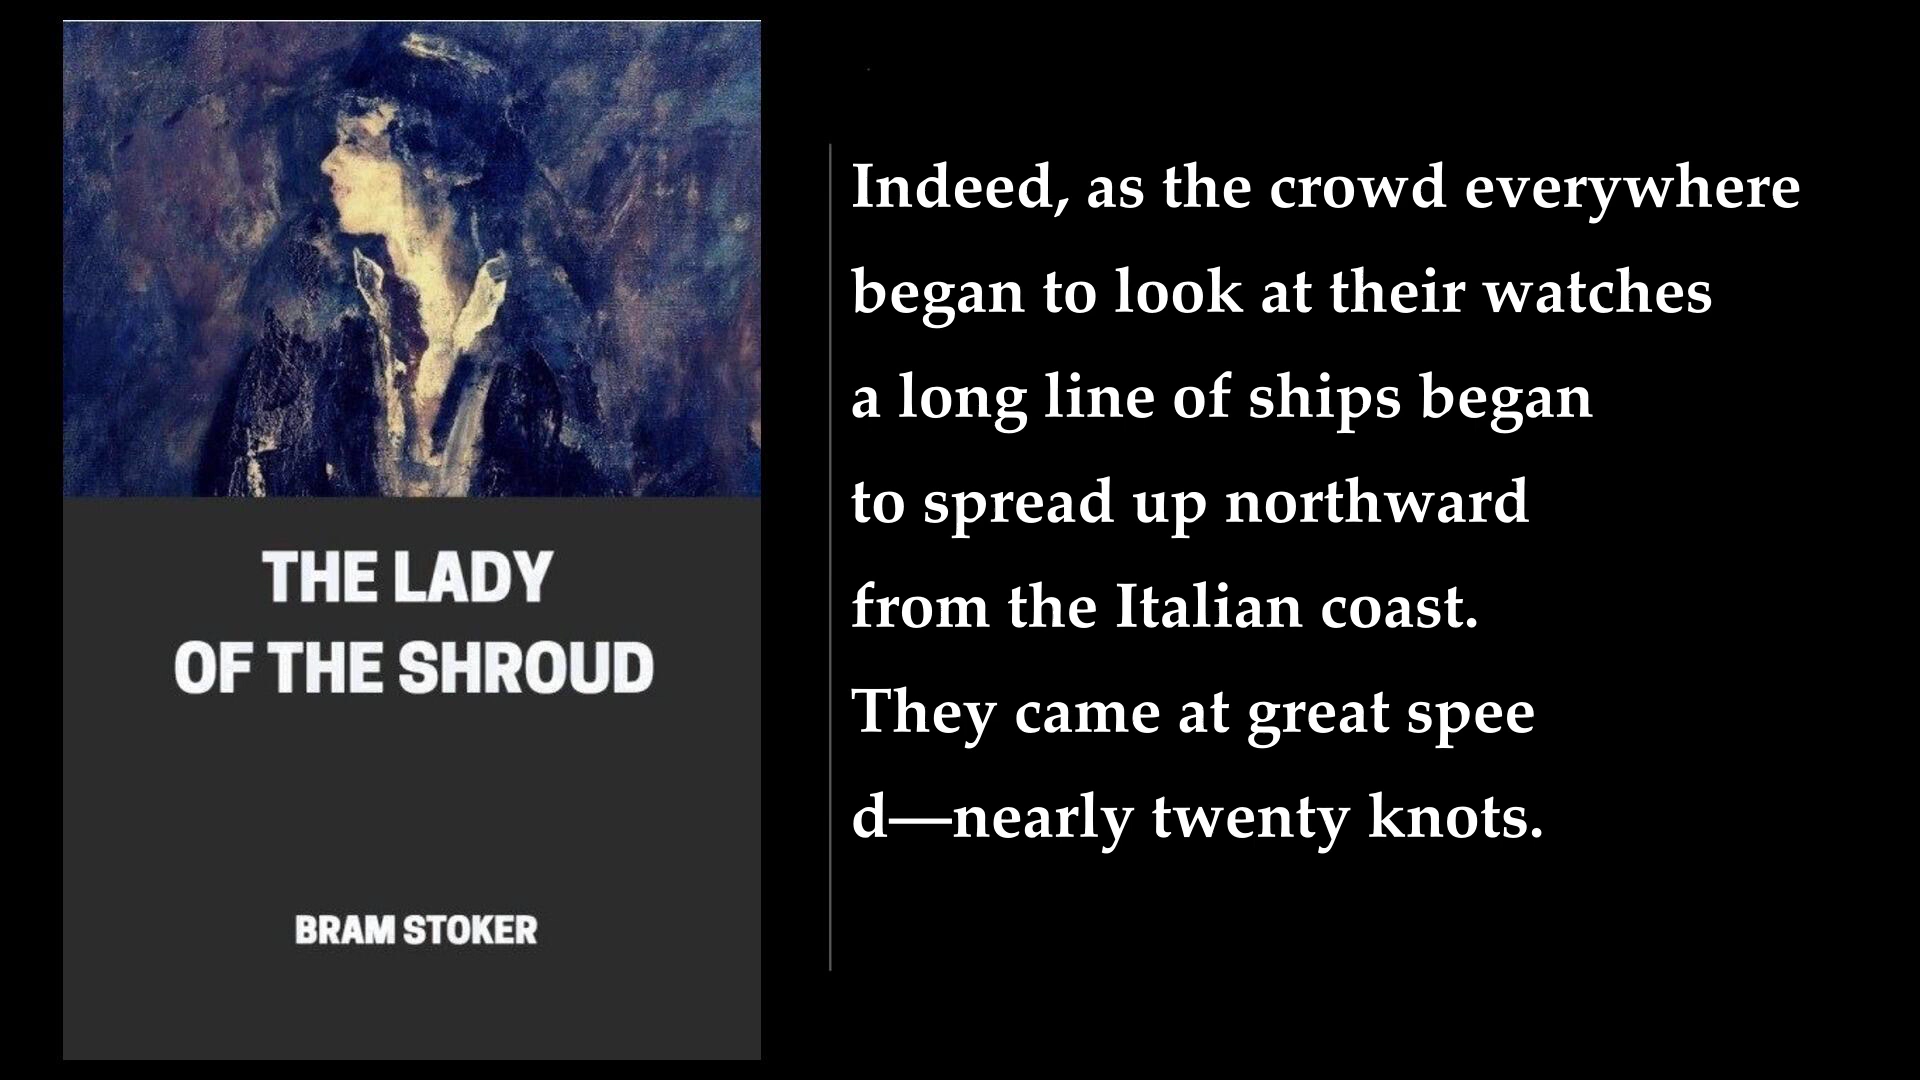 THE LADY
OF THE SHROUD
BRAM STOKER
Indeed, as the crowd everywhere
began to look at their watches
a long line of ships began
to spread up northward
from the Italian coast.
They came at great spee
d—nearly twenty knots.